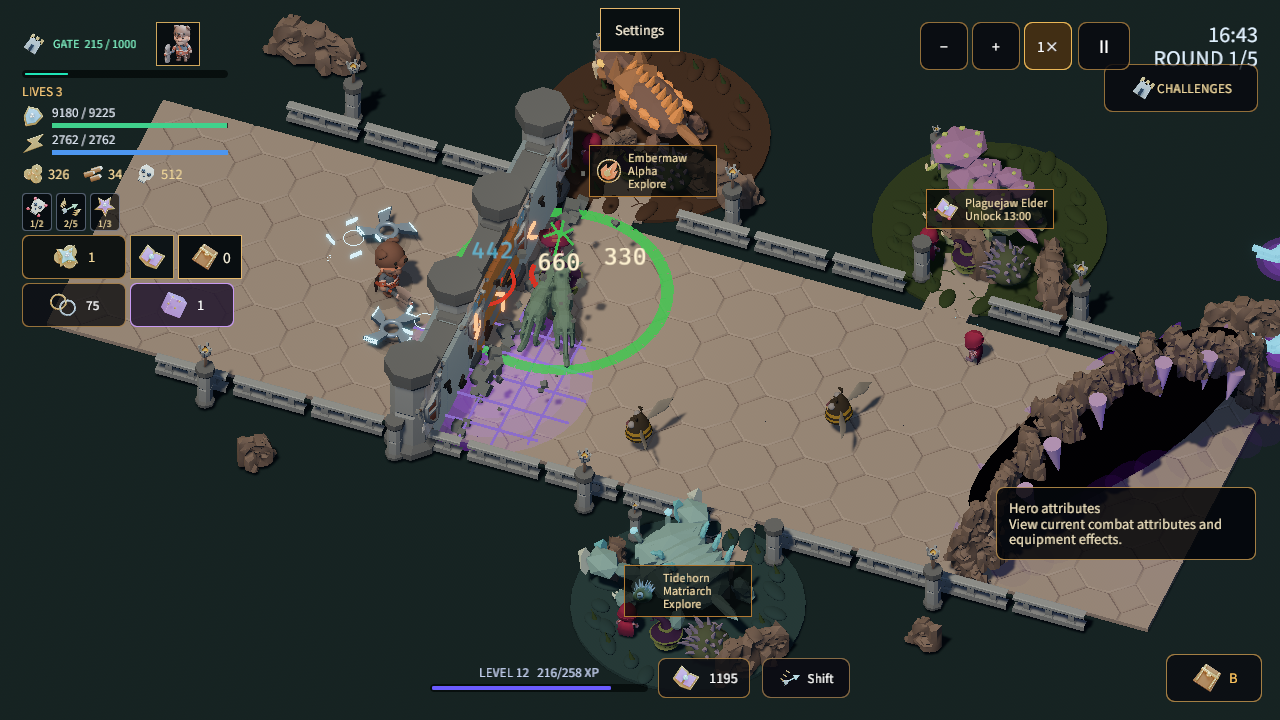 Settings
GATE 215 / 1000
LIVES 3
9180 / 9225
2762 / 2762
326
34
512
1/2
2/5
1/3
1
0
75
1
−
+
1×
16:43
ROUND 1/5
CHALLENGES
Embermaw
Alpha
Explore
Plaguejaw Elder
Unlock 13:00
442
660
330
Hero attributes
View current combat attributes and
equipment effects.
Tidehorn
Matriarch
Explore
LEVEL 12 216/258 XP
1195
Shift
B